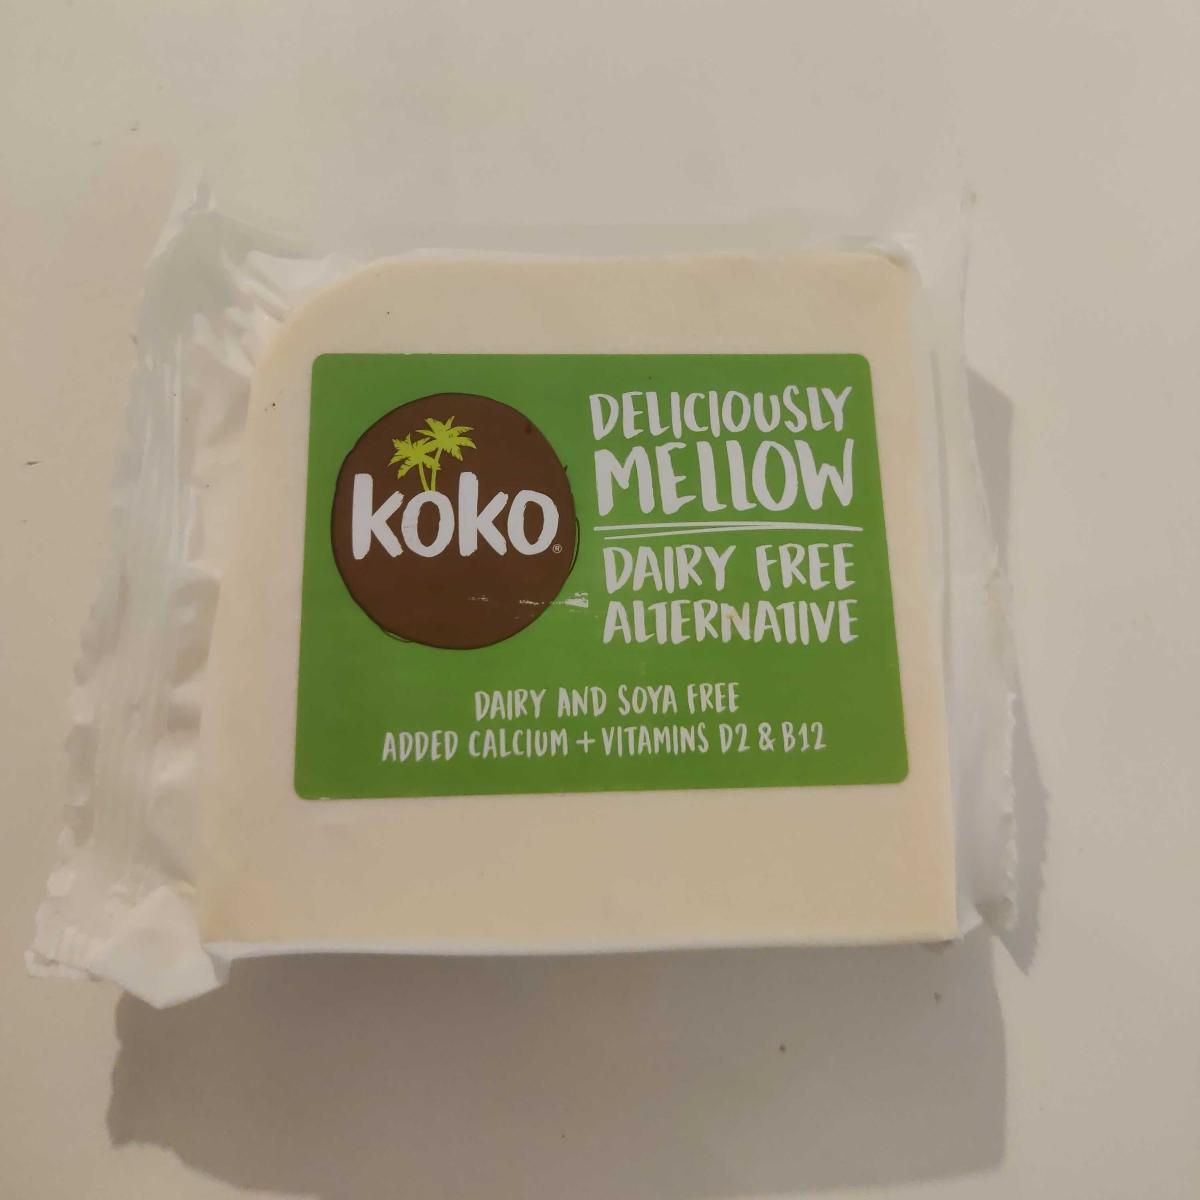 koko®
DELICIOUSLY
MELLOW
DAIRY FREE
ALTERNATIVE
DAIRY AND SOYA FREE
ADDED CALCIUM + VITAMINS D2 & B12